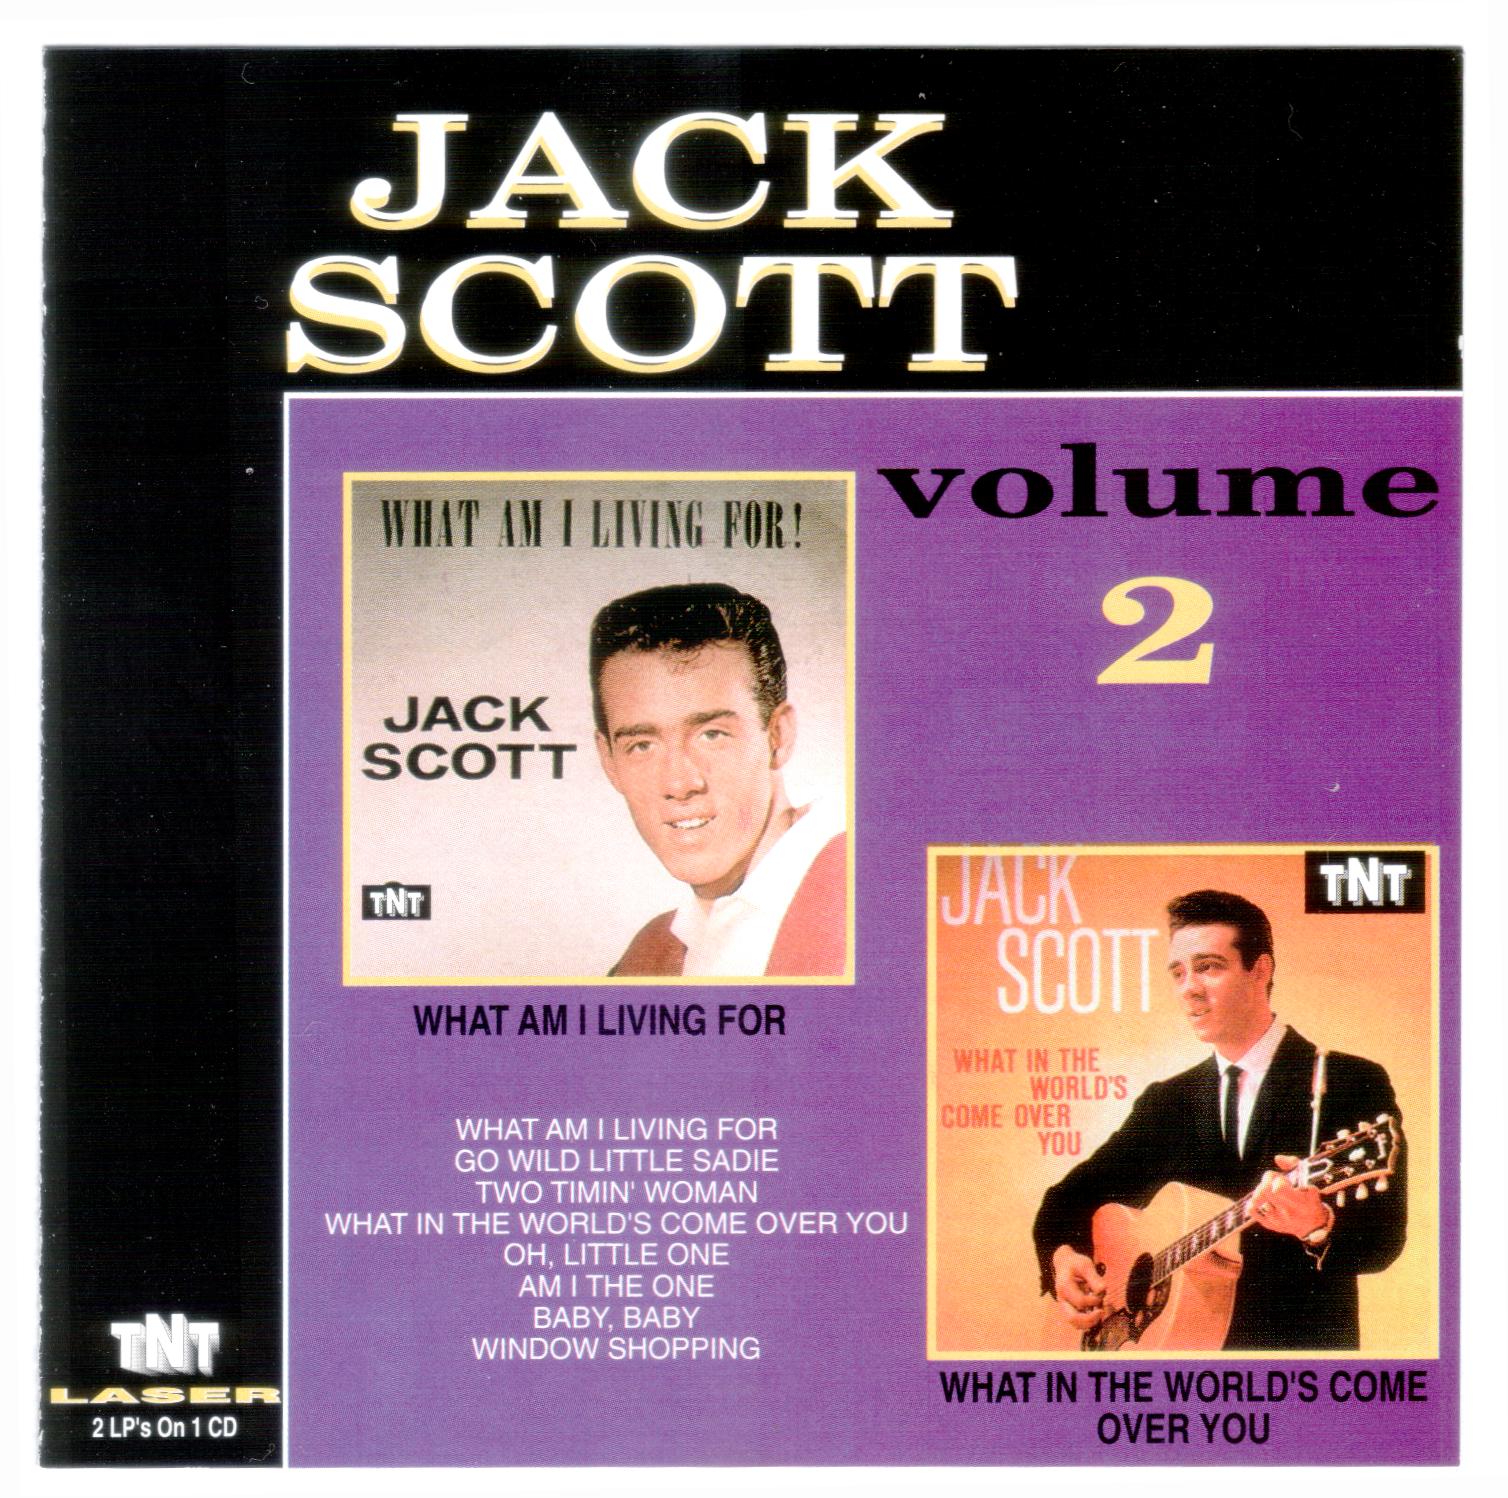 JACK
SCOTT
volume
2
WHAT AM I LIVING FOR!
JACK
SCOTT
TNT
WHAT AM I LIVING FOR
WHAT AM I LIVING FOR
GO WILD LITTLE SADIE
TWO TIMIN' WOMAN
WHAT IN THE WORLD'S COME OVER YOU
OH, LITTLE ONE
AM I THE ONE
BABY, BABY
WINDOW SHOPPING
TNT
JACK
SCOTT
WHAT IN THE
WORLD'S
COME OVER
YOU
WHAT IN THE WORLD'S COME
OVER YOU
TNT
LASER
2 LP's On 1 CD